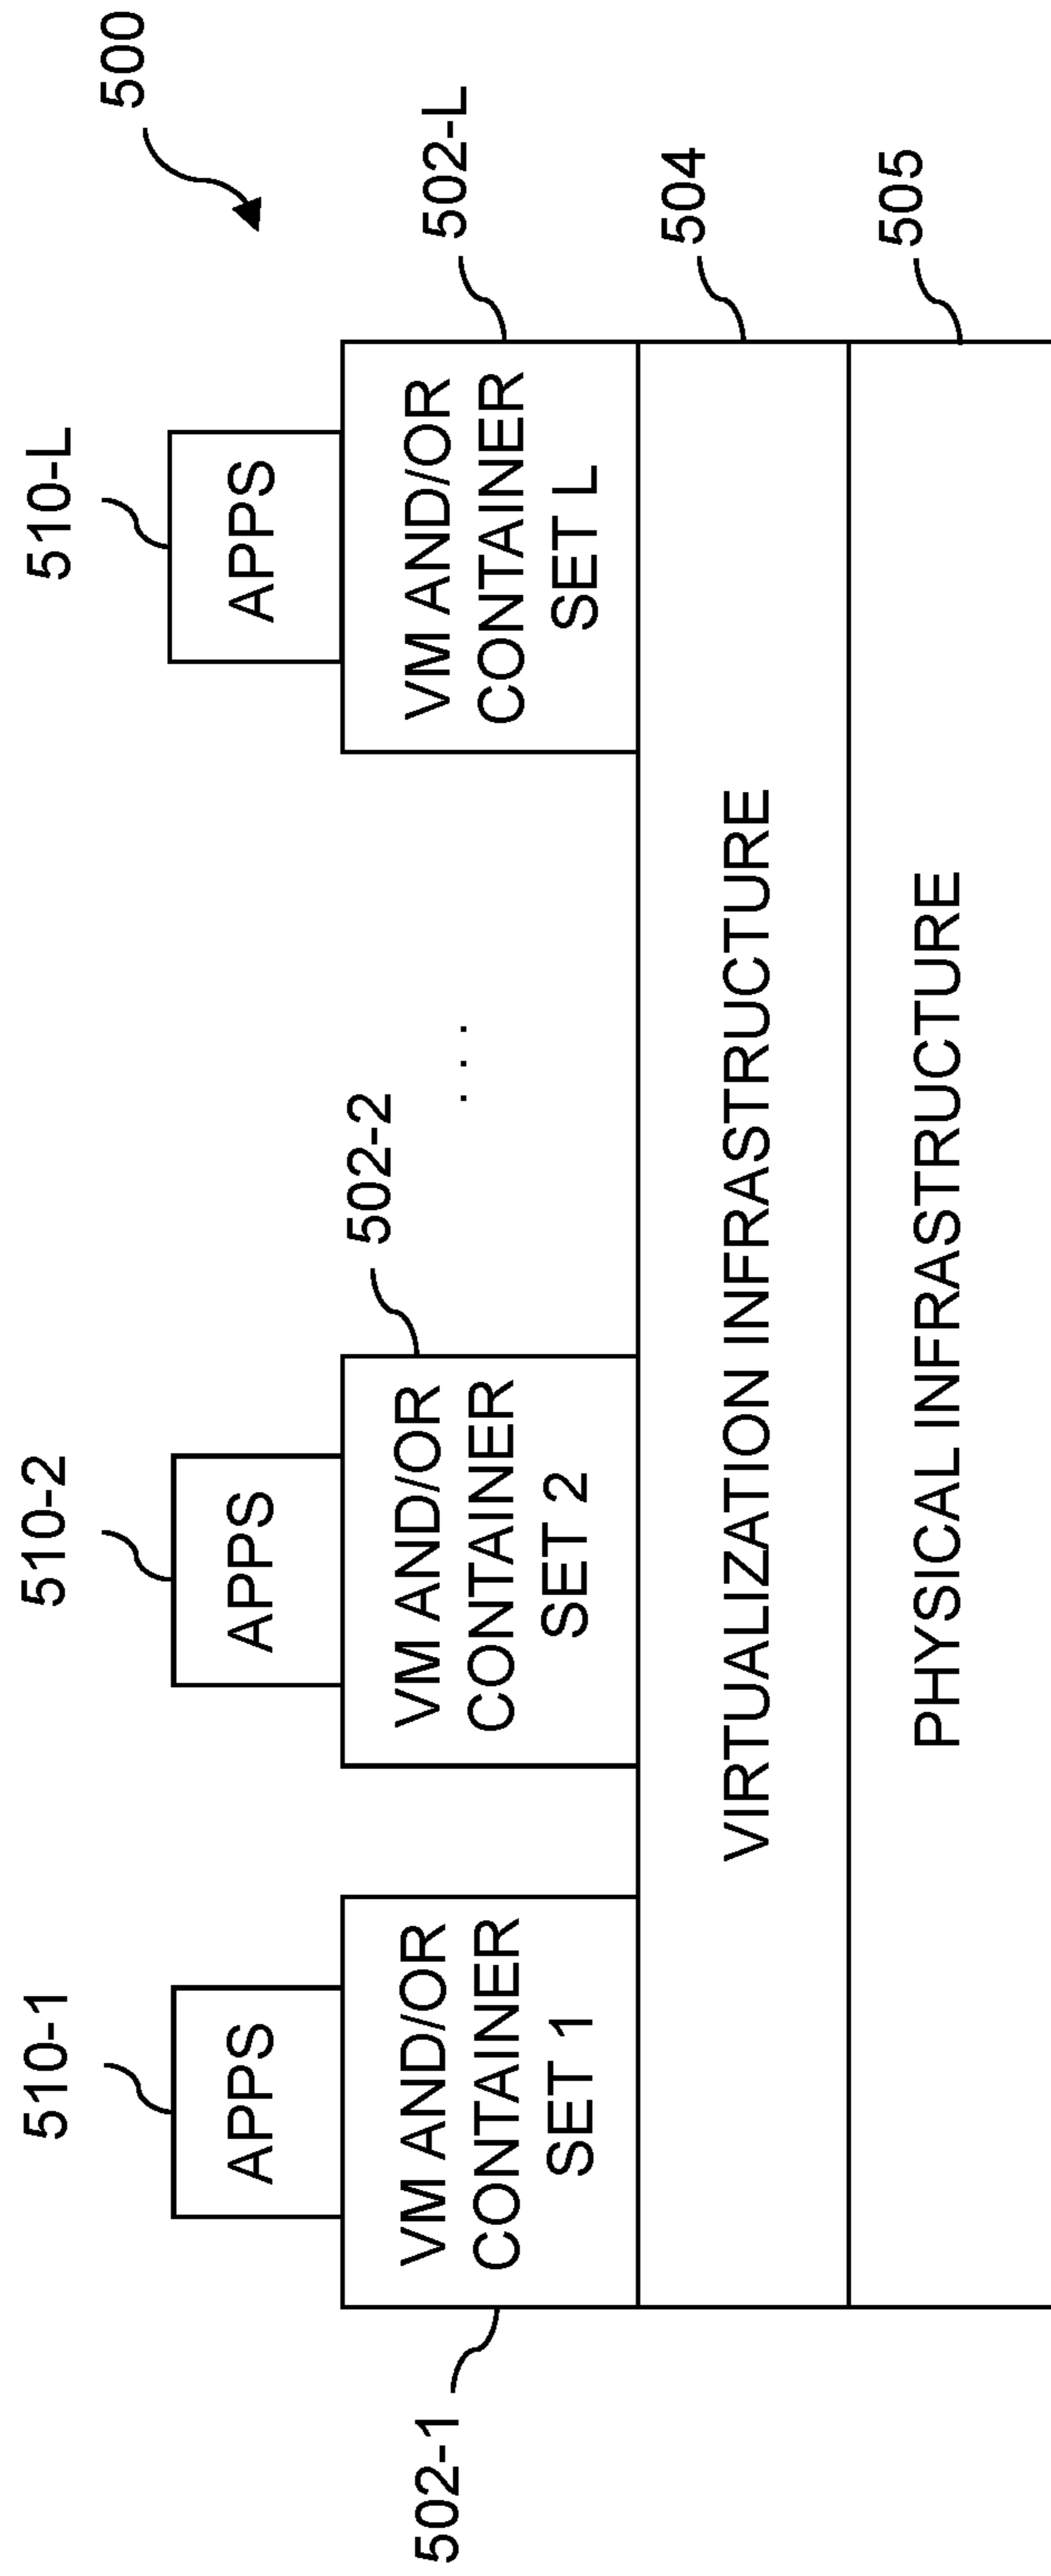 500
510-1
510-2
510-L
APPS
APPS
APPS
502-1
VM AND/OR
CONTAINER
SET 1
502-2
VM AND/OR
CONTAINER
SET 2
. . .
502-L
VM AND/OR
CONTAINER
SET L
VIRTUALIZATION INFRASTRUCTURE
504
PHYSICAL INFRASTRUCTURE
505